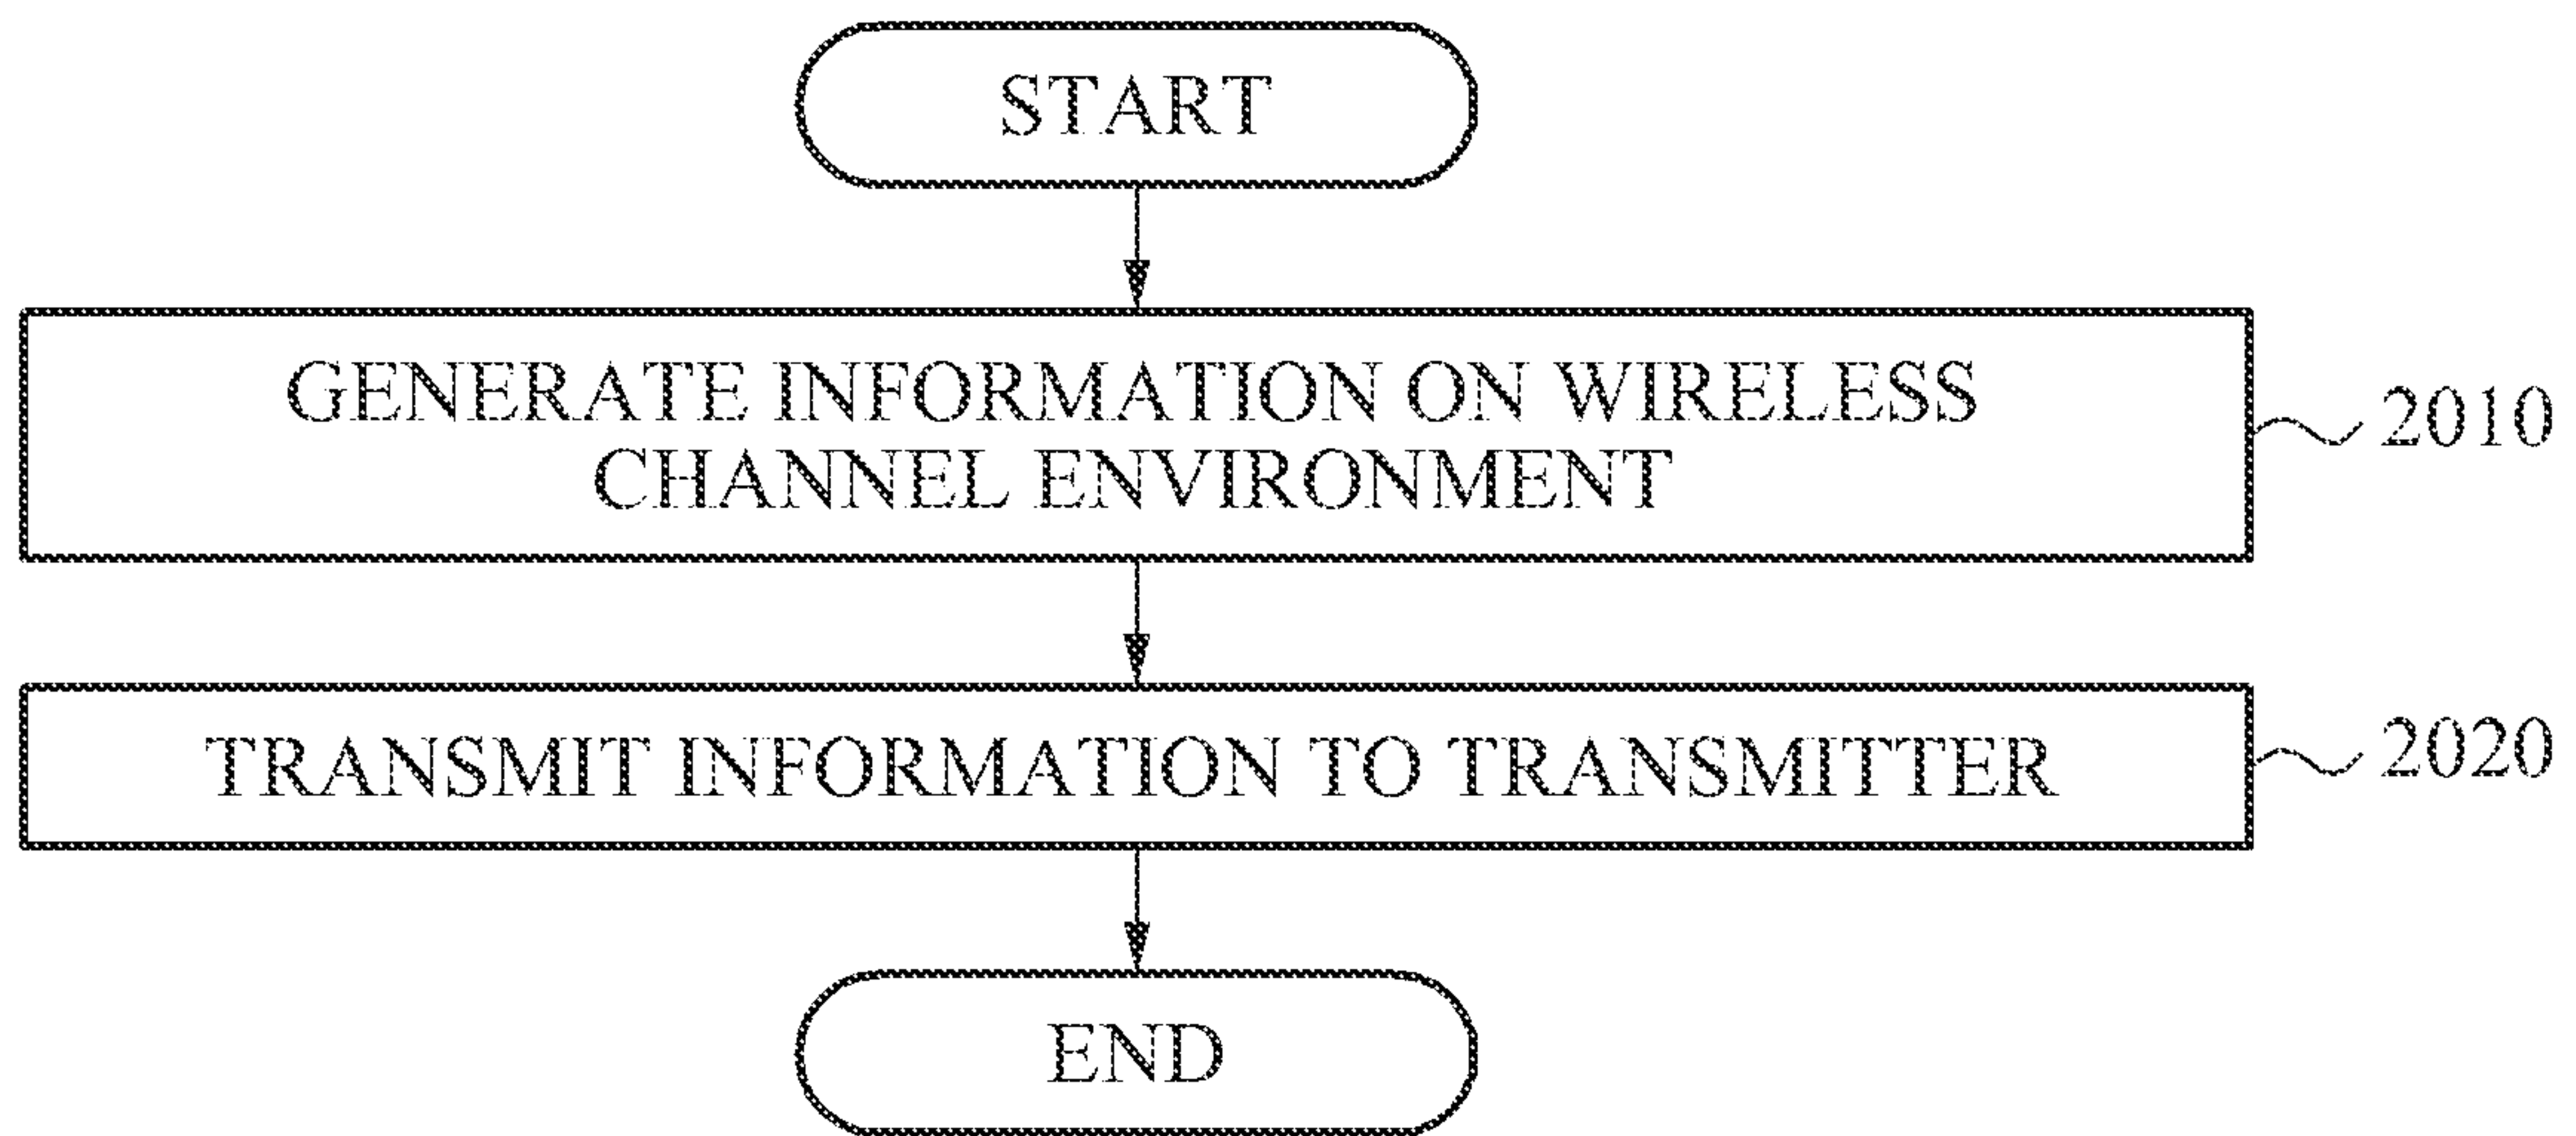 START
GENERATE INFORMATION ON WIRELESS
CHANNEL ENVIRONMENT
2010
TRANSMIT INFORMATION TO TRANSMITTER
2020
END